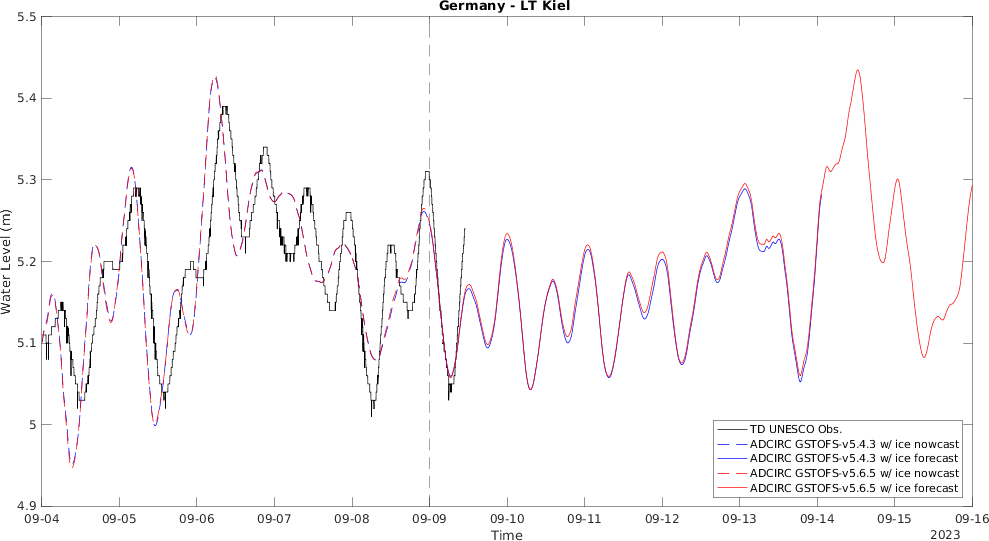 Germany - LT Kiel
5.5
5.4
5.3
5.2
5.1
5
4.9
Water Level (m)
TD UNESCO Obs.
ADCIRC GSTOFS-v5.4.3 w/ ice nowcast
ADCIRC GSTOFS-v5.4.3 w/ ice forecast
ADCIRC GSTOFS-v5.6.5 w/ ice nowcast
ADCIRC GSTOFS-v5.6.5 w/ ice forecast
09-04 09-05 09-06 09-07 09-08 09-09 09-10 09-11 09-12 09-13 09-14 09-15 09-16
Time
2023